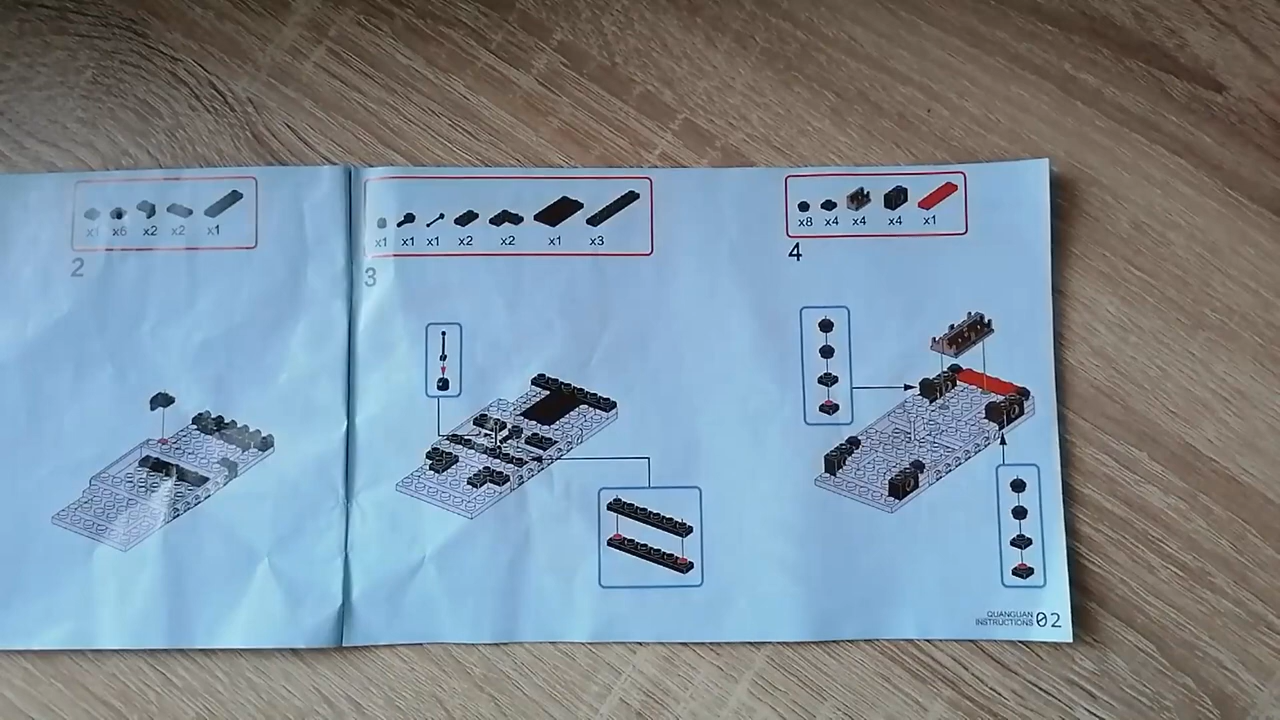 x1 x6 x2 x2 x1
2
x1 x1 x1 x2 x2 x1 x3
3
x8 x4 x4 x4 x1
4
QUANGUAN
INSTRUCTIONS 02